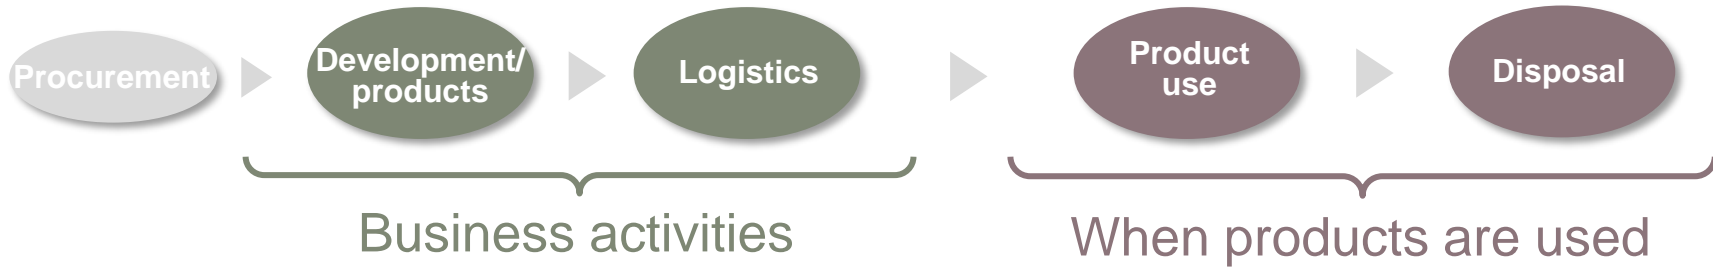 Procurement
Development/
products
Logistics
Product
use
Disposal
Business activities
When products are used